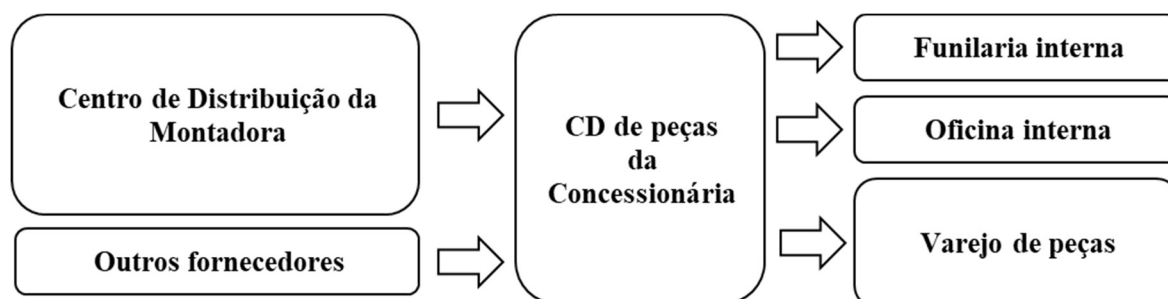 Centro de Distribuição da
Montadora
Outros fornecedores
CD de peças
da
Concessionária
Funilaria interna
Oficina interna
Varejo de peças